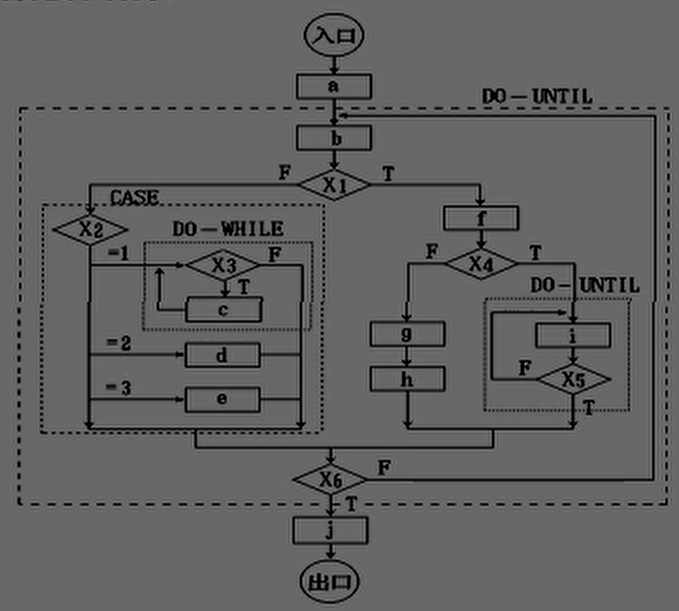 入口
a
DO-UNTIL
b
F
X1
T
CASE
f
X2
DO-WHILE
=1
X3
F
F
X4
T
T
DO-UNTIL
c
g
i
=2
d
h
F
X5
=3
e
T
X6
F
T
j
出口